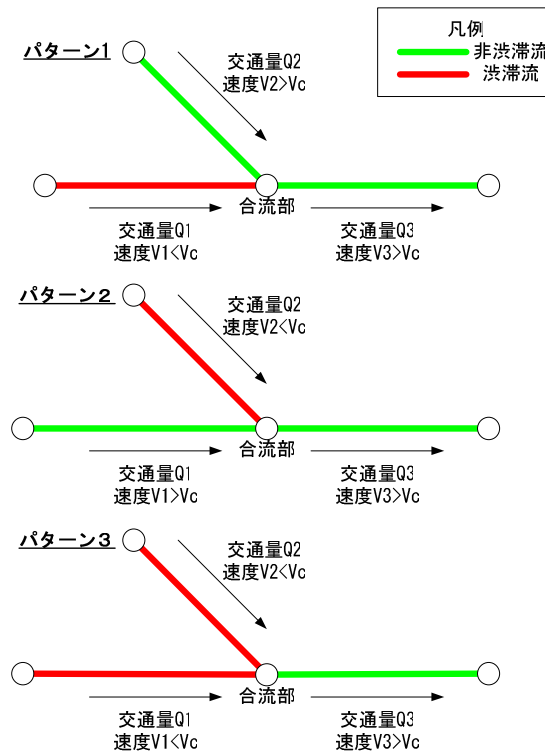 凡例
非渋滞流
渋滞流
パターン1
交通量Q2
速度V2>Vc
合流部
交通量Q1
速度V1<Vc
交通量Q3
速度V3>Vc
パターン２
交通量Q2
速度V2<Vc
合流部
交通量Q1
速度V1>Vc
交通量Q3
速度V3>Vc
パターン３
交通量Q2
速度V2<Vc
合流部
交通量Q1
速度V1<Vc
交通量Q3
速度V3>Vc